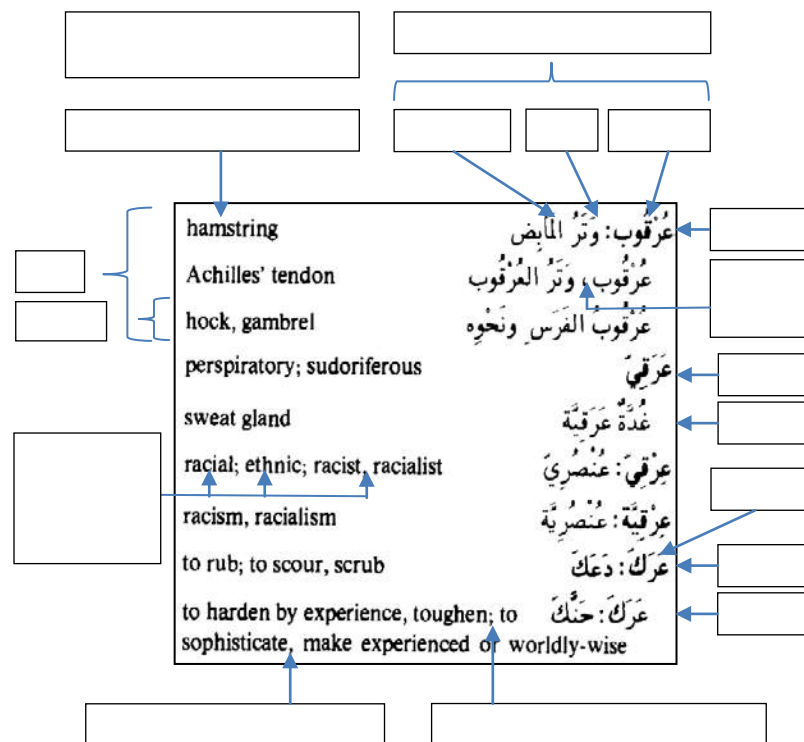 hamstring عُرْقُوب: وَتَرُ المَأْبِض
Achilles' tendon عُرْقُوب، وَتَرُ العُرْقُوب
hock, gambrel عُرْقُوبُ الفَرَسِ ونَحْوِه
perspiratory; sudoriferous عَرَقِيّ
sweat gland غُدَّةٌ عَرَقِيَّة
racial; ethnic; racist, racialist عِرْقِيّ: عُنْصُرِيّ
racism, racialism عِرْقِيَّة: عُنْصُرِيَّة
to rub; to scour, scrub عَرَكَ: دَعَكَ
to harden by experience, toughen; to عَرَكَ: حَنَّكَ
sophisticate, make experienced or worldly-wise